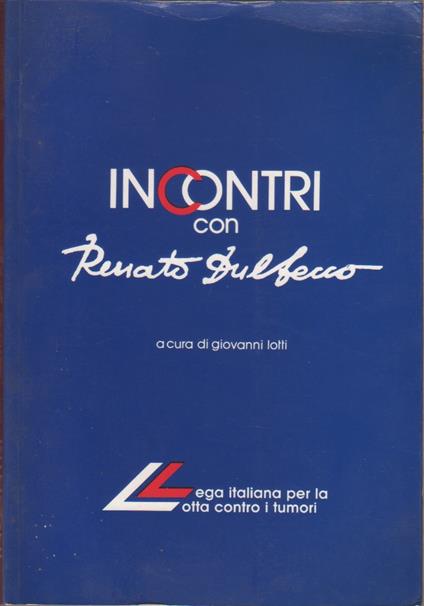 INCONTRI
con
Renato Dulbecco
a cura di giovanni lotti
Lega italiana per la
Lotta contro i tumori